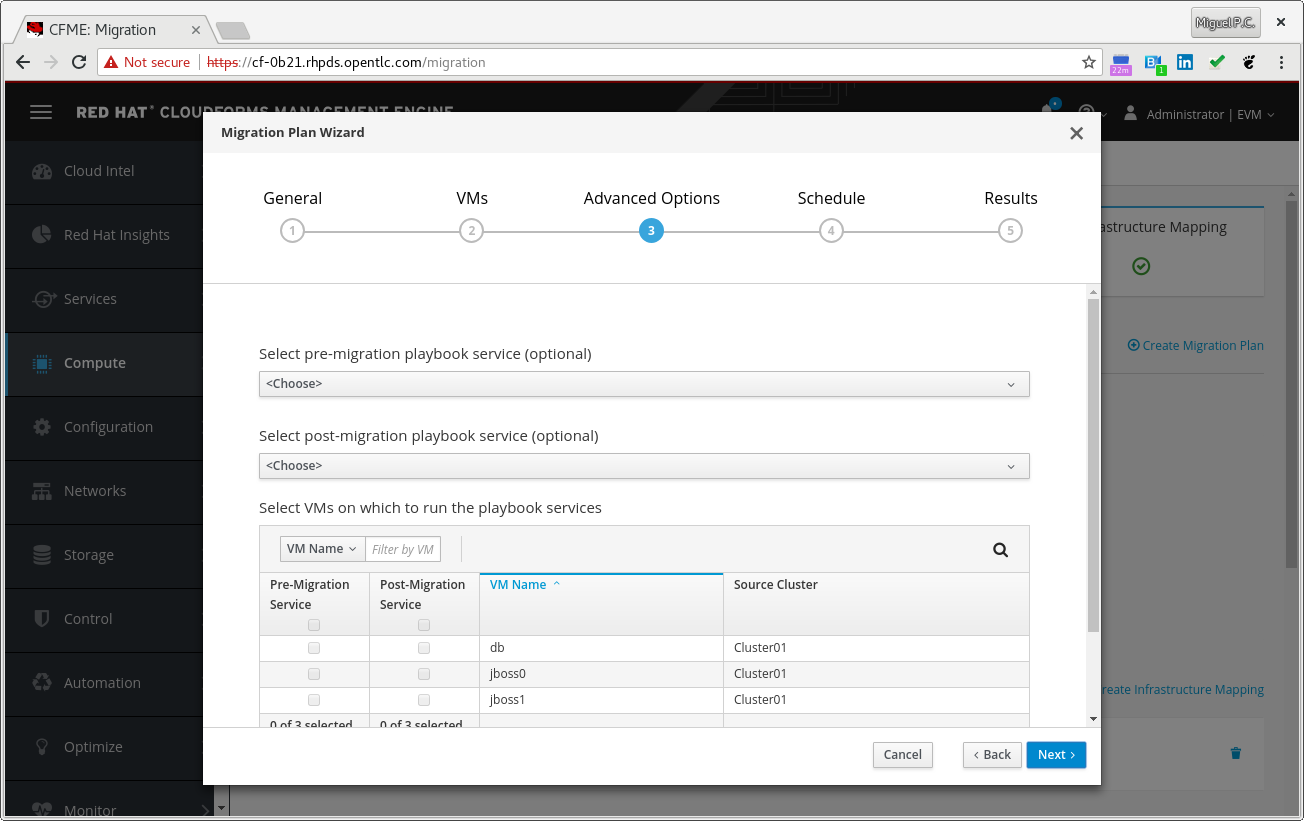 CFME: Migration
Miguel P.C.
Not secure https://cf-0b21.rhpds.opentlc.com/migration
22m
1
RED HAT® CLOUDFORMS MANAGEMENT ENGINE
Administrator | EVM
Cloud Intel
Red Hat Insights
Services
Compute
Configuration
Networks
Storage
Control
Automation
Optimize
Monitor
Migration Plan Wizard
General
VMs
Advanced Options
Schedule
Results
1
2
3
4
5
Select pre-migration playbook service (optional)
<Choose>
Select post-migration playbook service (optional)
<Choose>
Select VMs on which to run the playbook services
VM Name
Filter by VM
Pre-Migration Service
Post-Migration Service
VM Name
Source Cluster
db Cluster01
jboss0 Cluster01
jboss1 Cluster01
0 of 3 selected 0 of 3 selected
Cancel
Back
Next
astructure Mapping
Create Migration Plan
reate Infrastructure Mapping